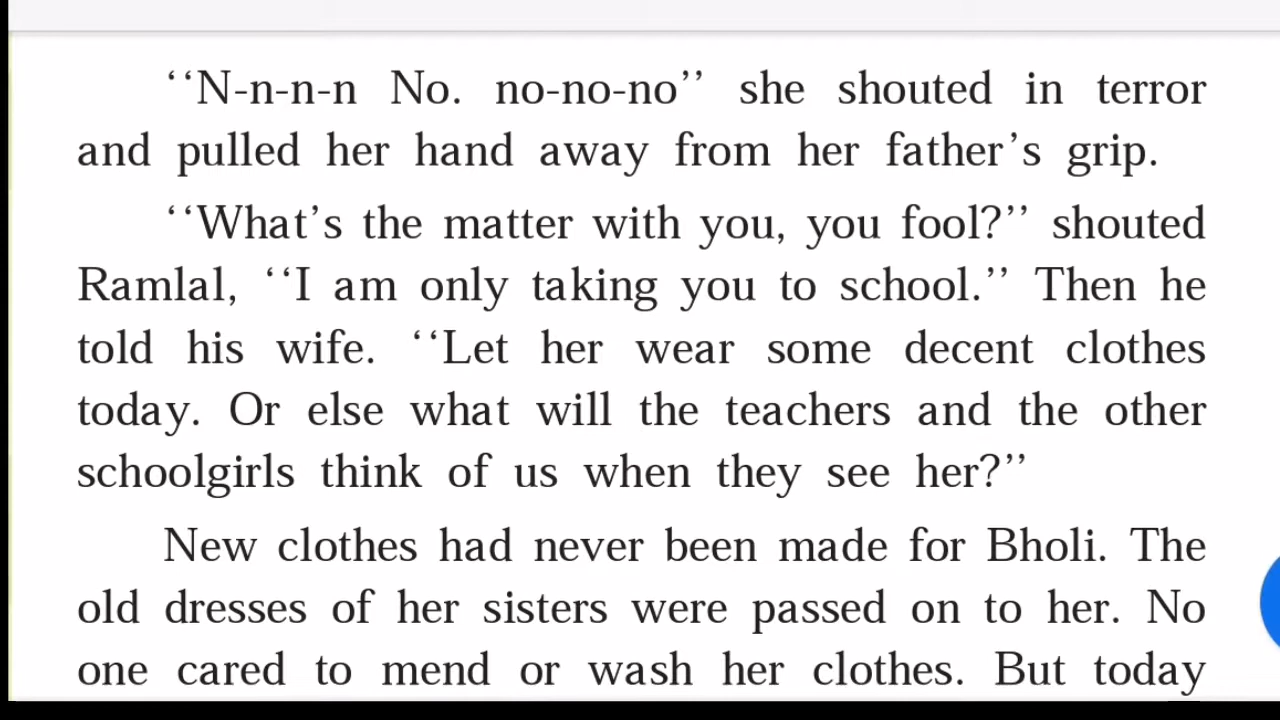 ‘‘N-n-n-n No. no-no-no’’ she shouted in terror
and pulled her hand away from her father’s grip.
‘‘What’s the matter with you, you fool?’’ shouted
Ramlal, ‘‘I am only taking you to school.’’ Then he
told his wife. ‘‘Let her wear some decent clothes
today. Or else what will the teachers and the other
schoolgirls think of us when they see her?’’
New clothes had never been made for Bholi. The
old dresses of her sisters were passed on to her. No
one cared to mend or wash her clothes. But today